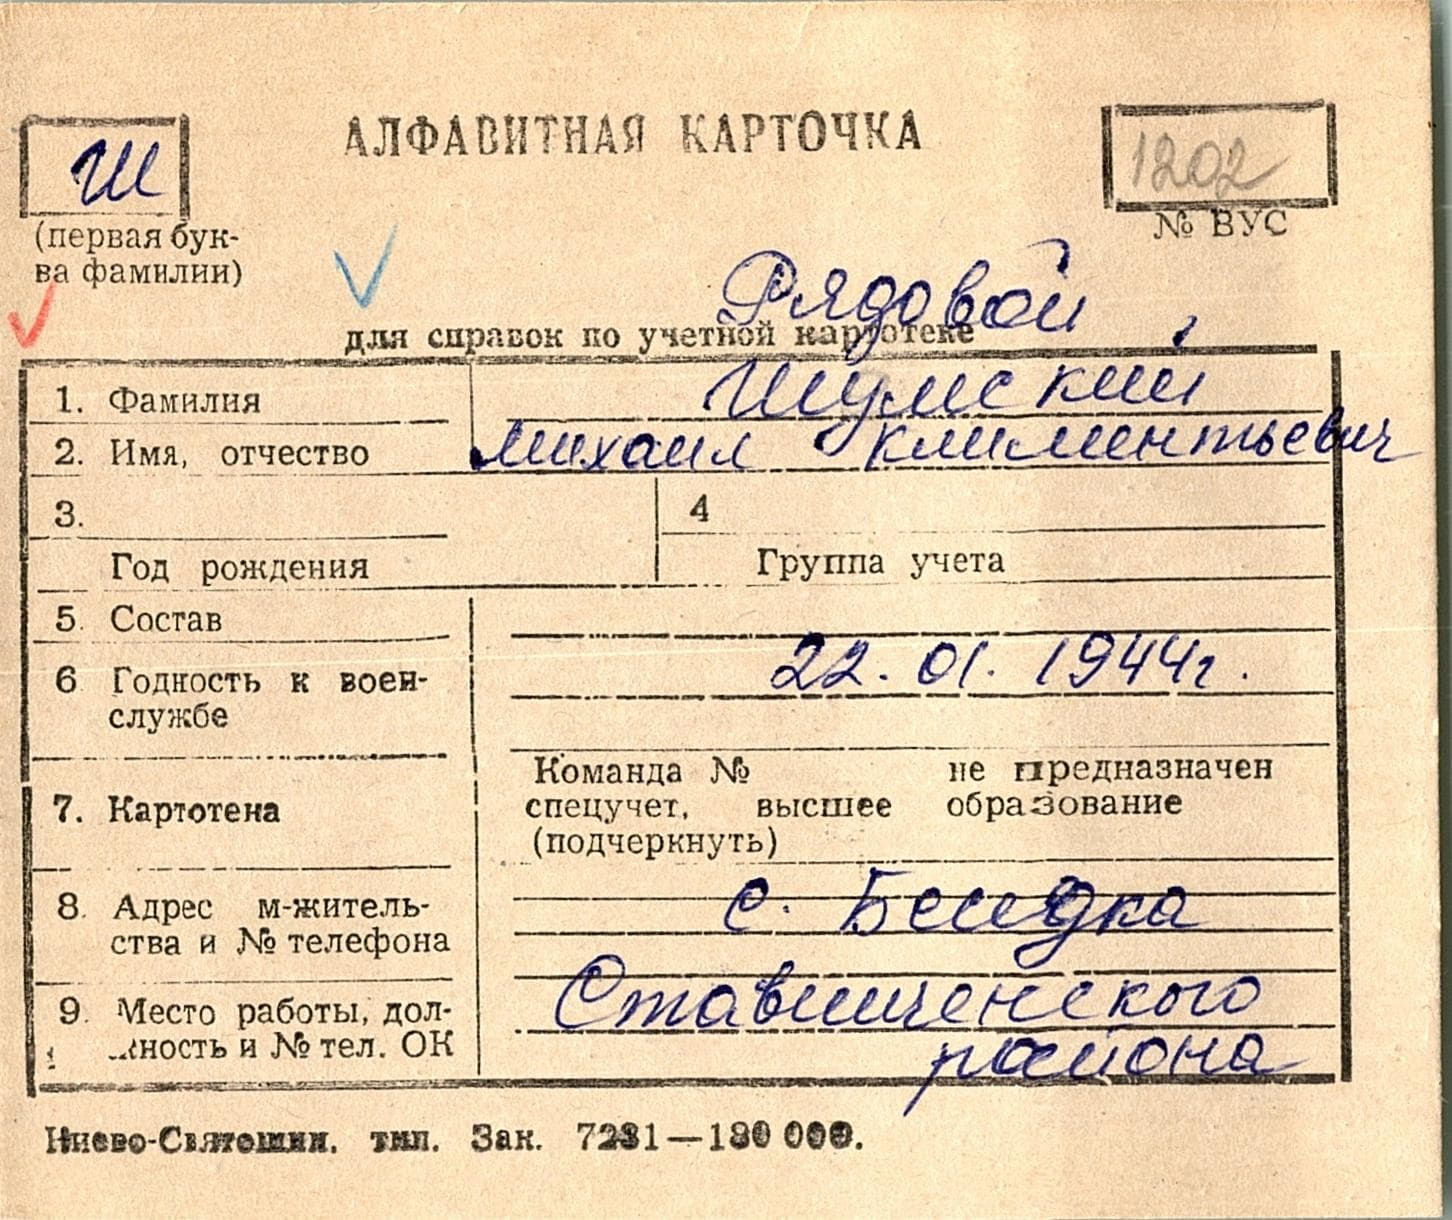 АЛФАВИТНАЯ КАРТОЧКА
Ш
1202
(первая бук-
ва фамилии)
№ ВУС
Рядовой
для справок по учетной картотеке
1. Фамилия Шумский
2. Имя, отчество Михаил Климентьевич
3. 4
Год рождения Группа учета
5. Состав
6 Годность к воен-
службе
22.01.1944г.
7. Картотена
Команда № не предназначен
спецучет, высшее образование
(подчеркнуть)
8. Адрес м-житель-
ства и № телефона
с. Беседка
9. Место работы, дол-
жность и № тел. ОК
Ставищенского
района
Киево-Святошин. тип. Зак. 7231—180 000.